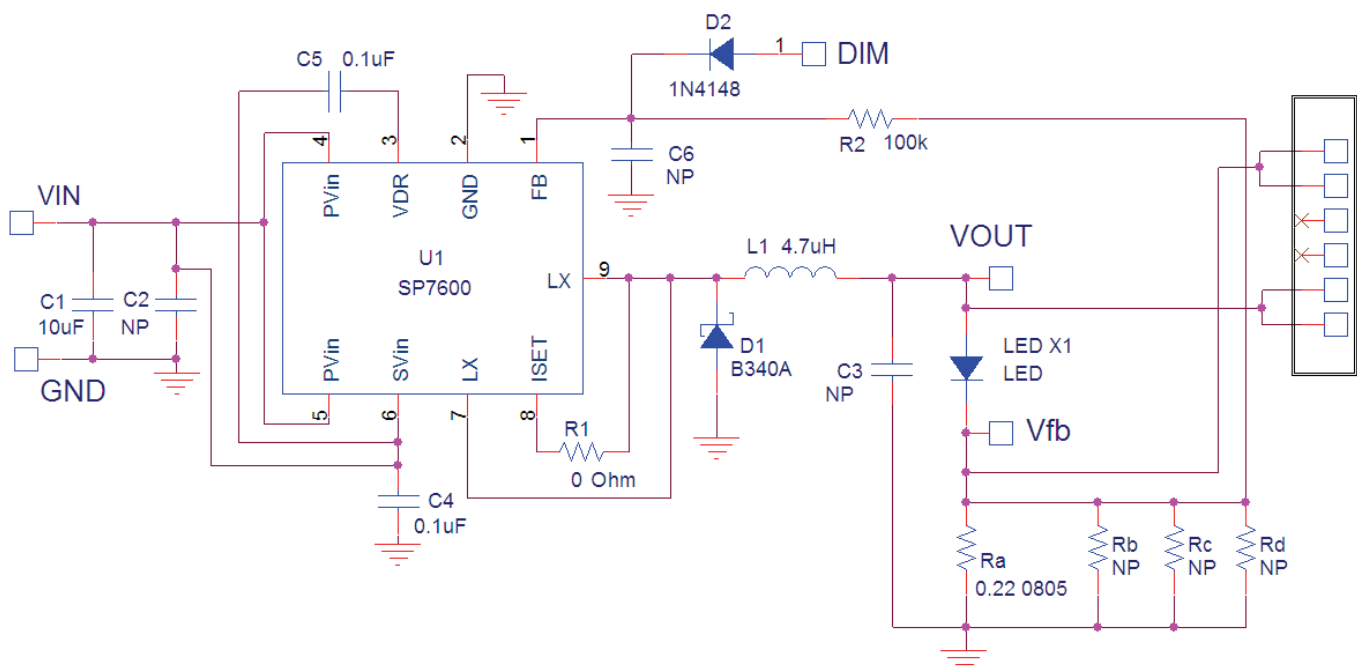 D2
1
DIM
1N4148
C5 0.1uF
4
3
2
1
R2
100k
C6
NP
PVin
VDR
GND
FB
VIN
VOUT
L1 4.7uH
U1
SP7600
LX
9
C1
10uF
C2
NP
D1
B340A
C3
NP
LED X1
LED
GND
PVin
SVin
LX
ISET
5
6
7
8
R1
0 Ohm
Vfb
C4
0.1uF
Ra
0.22 0805
Rb
NP
Rc
NP
Rd
NP